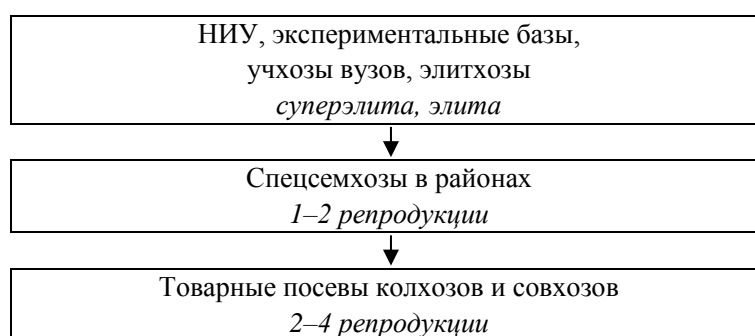 НИУ, экспериментальные базы,
учхозы вузов, элитхозы
суперэлита, элита
Спецсемхозы в районах
1–2 репродукции
Товарные посевы колхозов и совхозов
2–4 репродукции